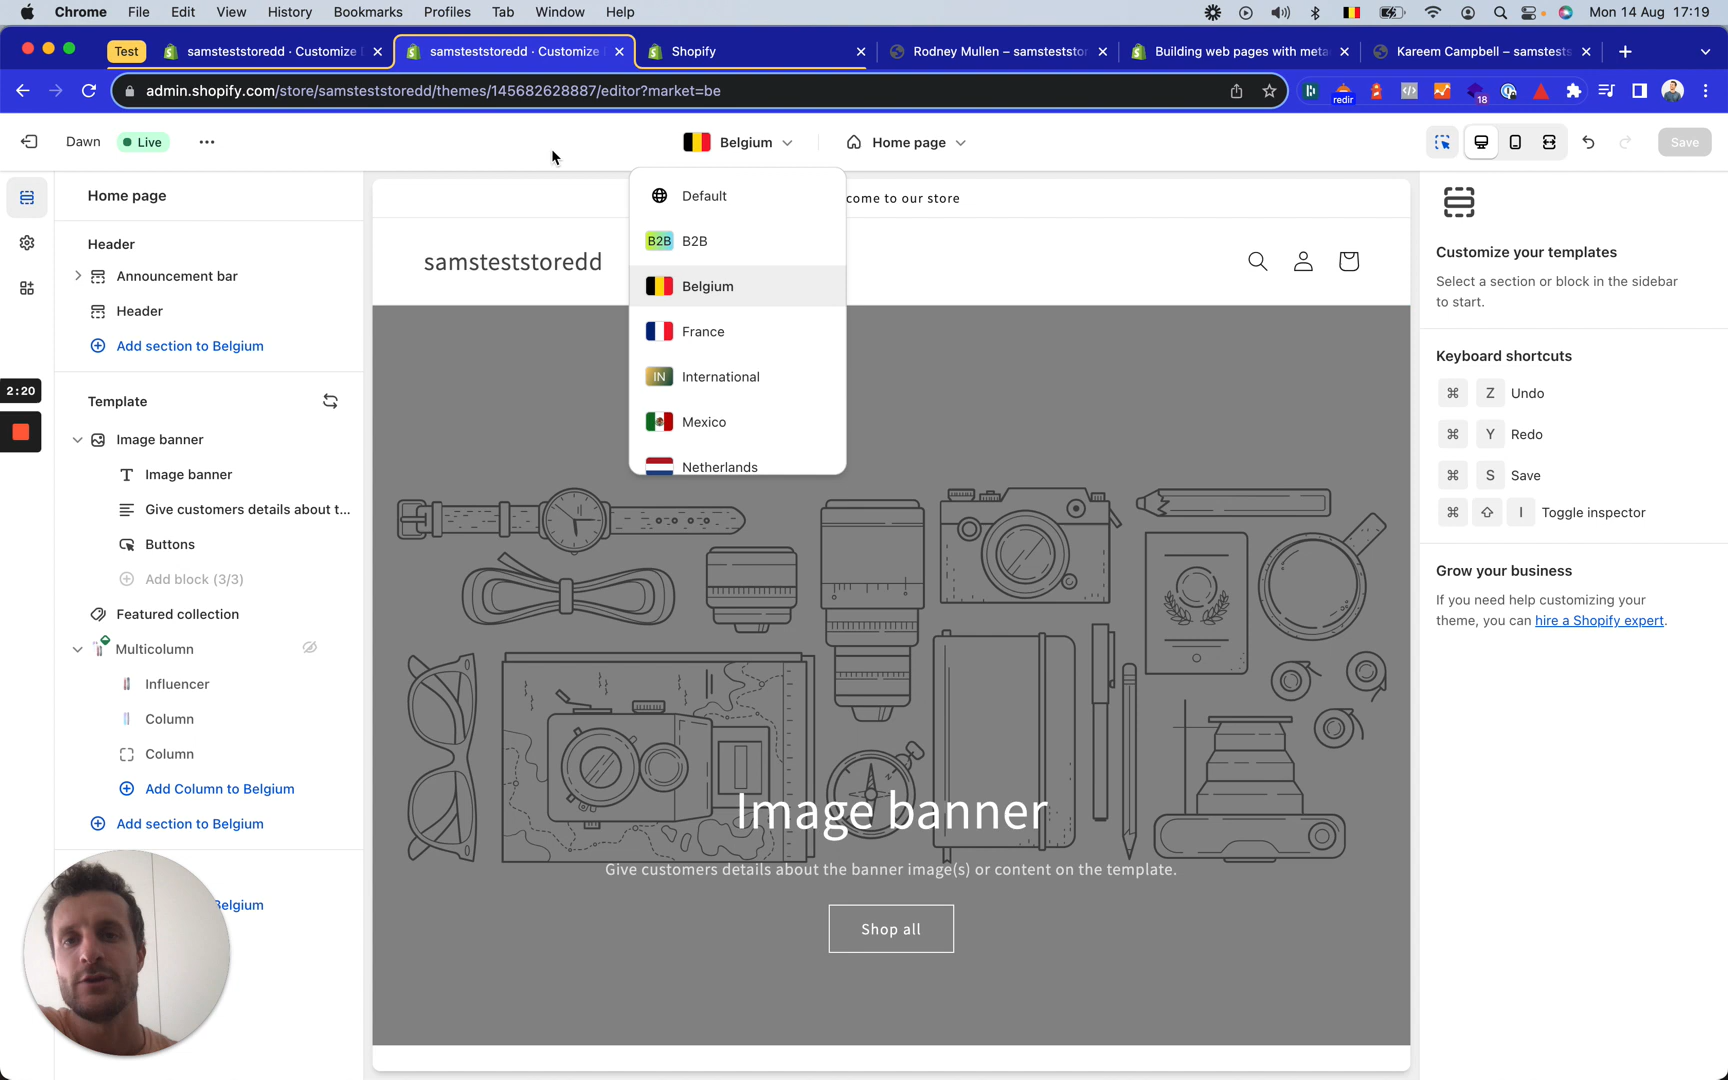 Chrome File Edit View History Bookmarks Profiles Tab Window Help Mon 14 Aug 17:19
Test samsteststoredd · Customize samsteststoredd · Customize Shopify Rodney Mullen – samsteststor Building web pages with meta Kareem Campbell – samstests
admin.shopify.com/store/samsteststoredd/themes/145682628887/editor?market=be
redir
18
Dawn Live Belgium Home page Save
Home page
Header
Announcement bar
Header
Add section to Belgium
2:20
Template
Image banner
Image banner
Give customers details about t...
Buttons
Add block (3/3)
Featured collection
Multicolumn
Influencer
Column
Column
Add Column to Belgium
Add section to Belgium
Belgium
Default
B2B B2B
Belgium
France
IN International
Mexico
Netherlands
come to our store
samsteststoredd
Image banner
Give customers details about the banner image(s) or content on the template.
Shop all
Customize your templates
Select a section or block in the sidebar
to start.
Keyboard shortcuts
⌘ Z Undo
⌘ Y Redo
⌘ S Save
⌘ ⇧ I Toggle inspector
Grow your business
If you need help customizing your
theme, you can hire a Shopify expert.